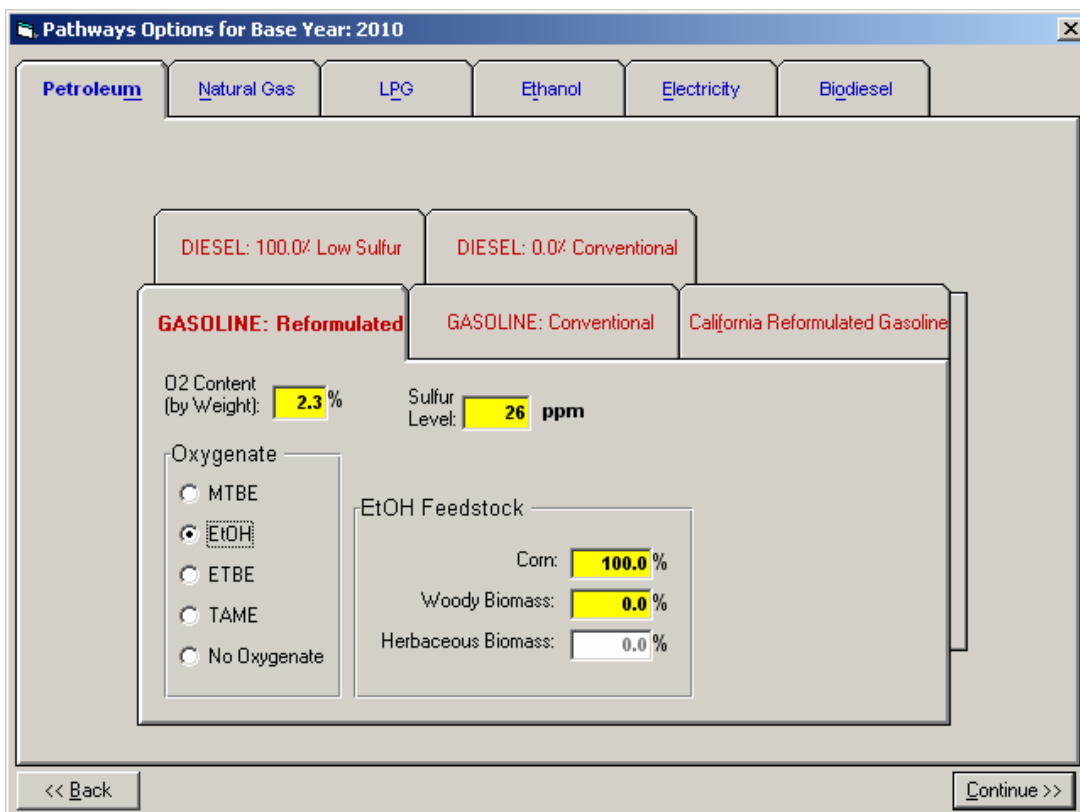 Pathways Options for Base Year: 2010
Petroleum Natural Gas LPG Ethanol Electricity Biodiesel
DIESEL: 100.0% Low Sulfur DIESEL: 0.0% Conventional
GASOLINE: Reformulated GASOLINE: Conventional California Reformulated Gasoline
O2 Content
(by Weight): 2.3 %
Sulfur
Level: 26 ppm
Oxygenate
MTBE
EtOH
ETBE
TAME
No Oxygenate
EtOH Feedstock
Corn: 100.0 %
Woody Biomass: 0.0 %
Herbaceous Biomass: 0.0 %
<< Back Continue >>